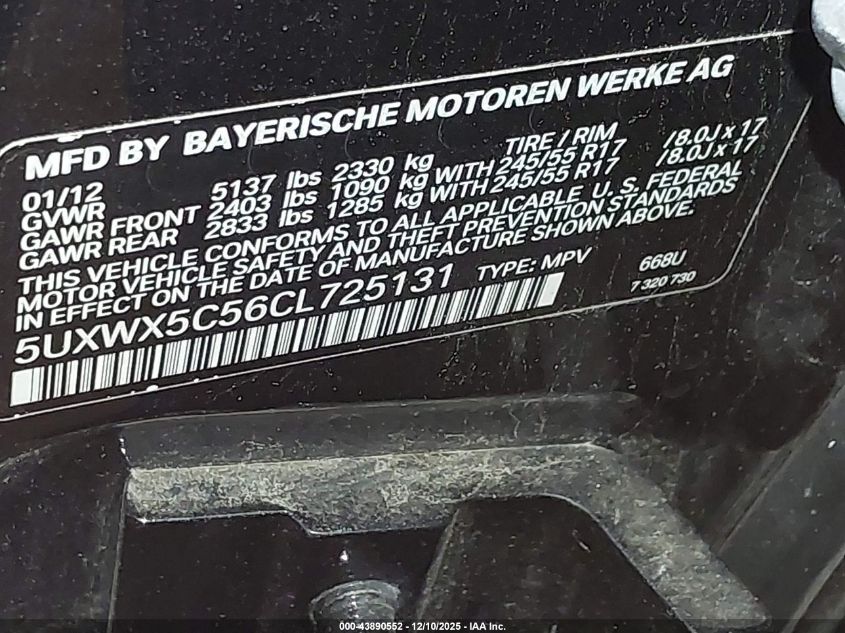 MFD BY BAYERISCHE MOTOREN WERKE AG
01/12 5137 lbs 2330 kg TIRE / RIM
GVWR
GAWR FRONT 2403 lbs 1090 kg WITH 245/55 R17 /8.0J x 17
GAWR REAR 2833 lbs 1285 kg WITH 245/55 R17 /8.0J x 17
THIS VEHICLE CONFORMS TO ALL APPLICABLE U. S. FEDERAL
MOTOR VEHICLE SAFETY AND THEFT PREVENTION STANDARDS
IN EFFECT ON THE DATE OF MANUFACTURE SHOWN ABOVE.
5UXWX5C56CL725131 TYPE: MPV 668U
7 320 730
000-43890552 - 12/10/2025 - IAA Inc.